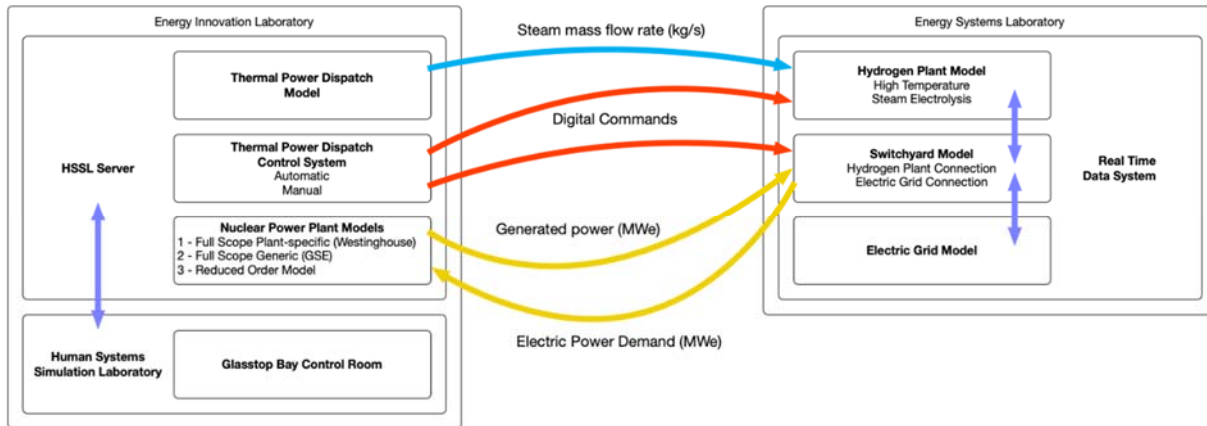 Energy Innovation Laboratory
HSSL Server
Thermal Power Dispatch
Model
Thermal Power Dispatch
Control System
Automatic
Manual
Nuclear Power Plant Models
1 - Full Scope Plant-specific (Westinghouse)
2 - Full Scope Generic (GSE)
3 - Reduced Order Model
Human Systems
Simulation Laboratory
Glasstop Bay Control Room
Steam mass flow rate (kg/s)
Digital Commands
Generated power (MWe)
Electric Power Demand (MWe)
Energy Systems Laboratory
Hydrogen Plant Model
High Temperature
Steam Electrolysis
Switchyard Model
Hydrogen Plant Connection
Electric Grid Connection
Electric Grid Model
Real Time
Data System